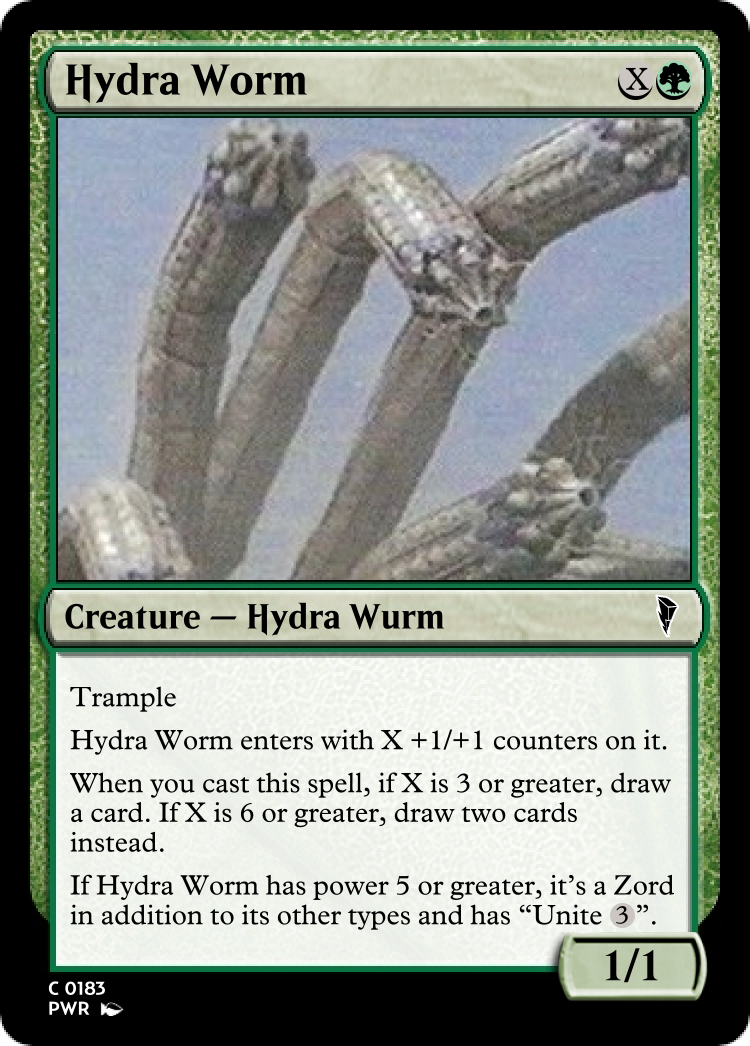 Hydra Worm X
Creature — Hydra Wurm
Trample
Hydra Worm enters with X +1/+1 counters on it.
When you cast this spell, if X is 3 or greater, draw
a card. If X is 6 or greater, draw two cards
instead.
If Hydra Worm has power 5 or greater, it’s a Zord
in addition to its other types and has “Unite 3”.
1/1
C 0183
PWR